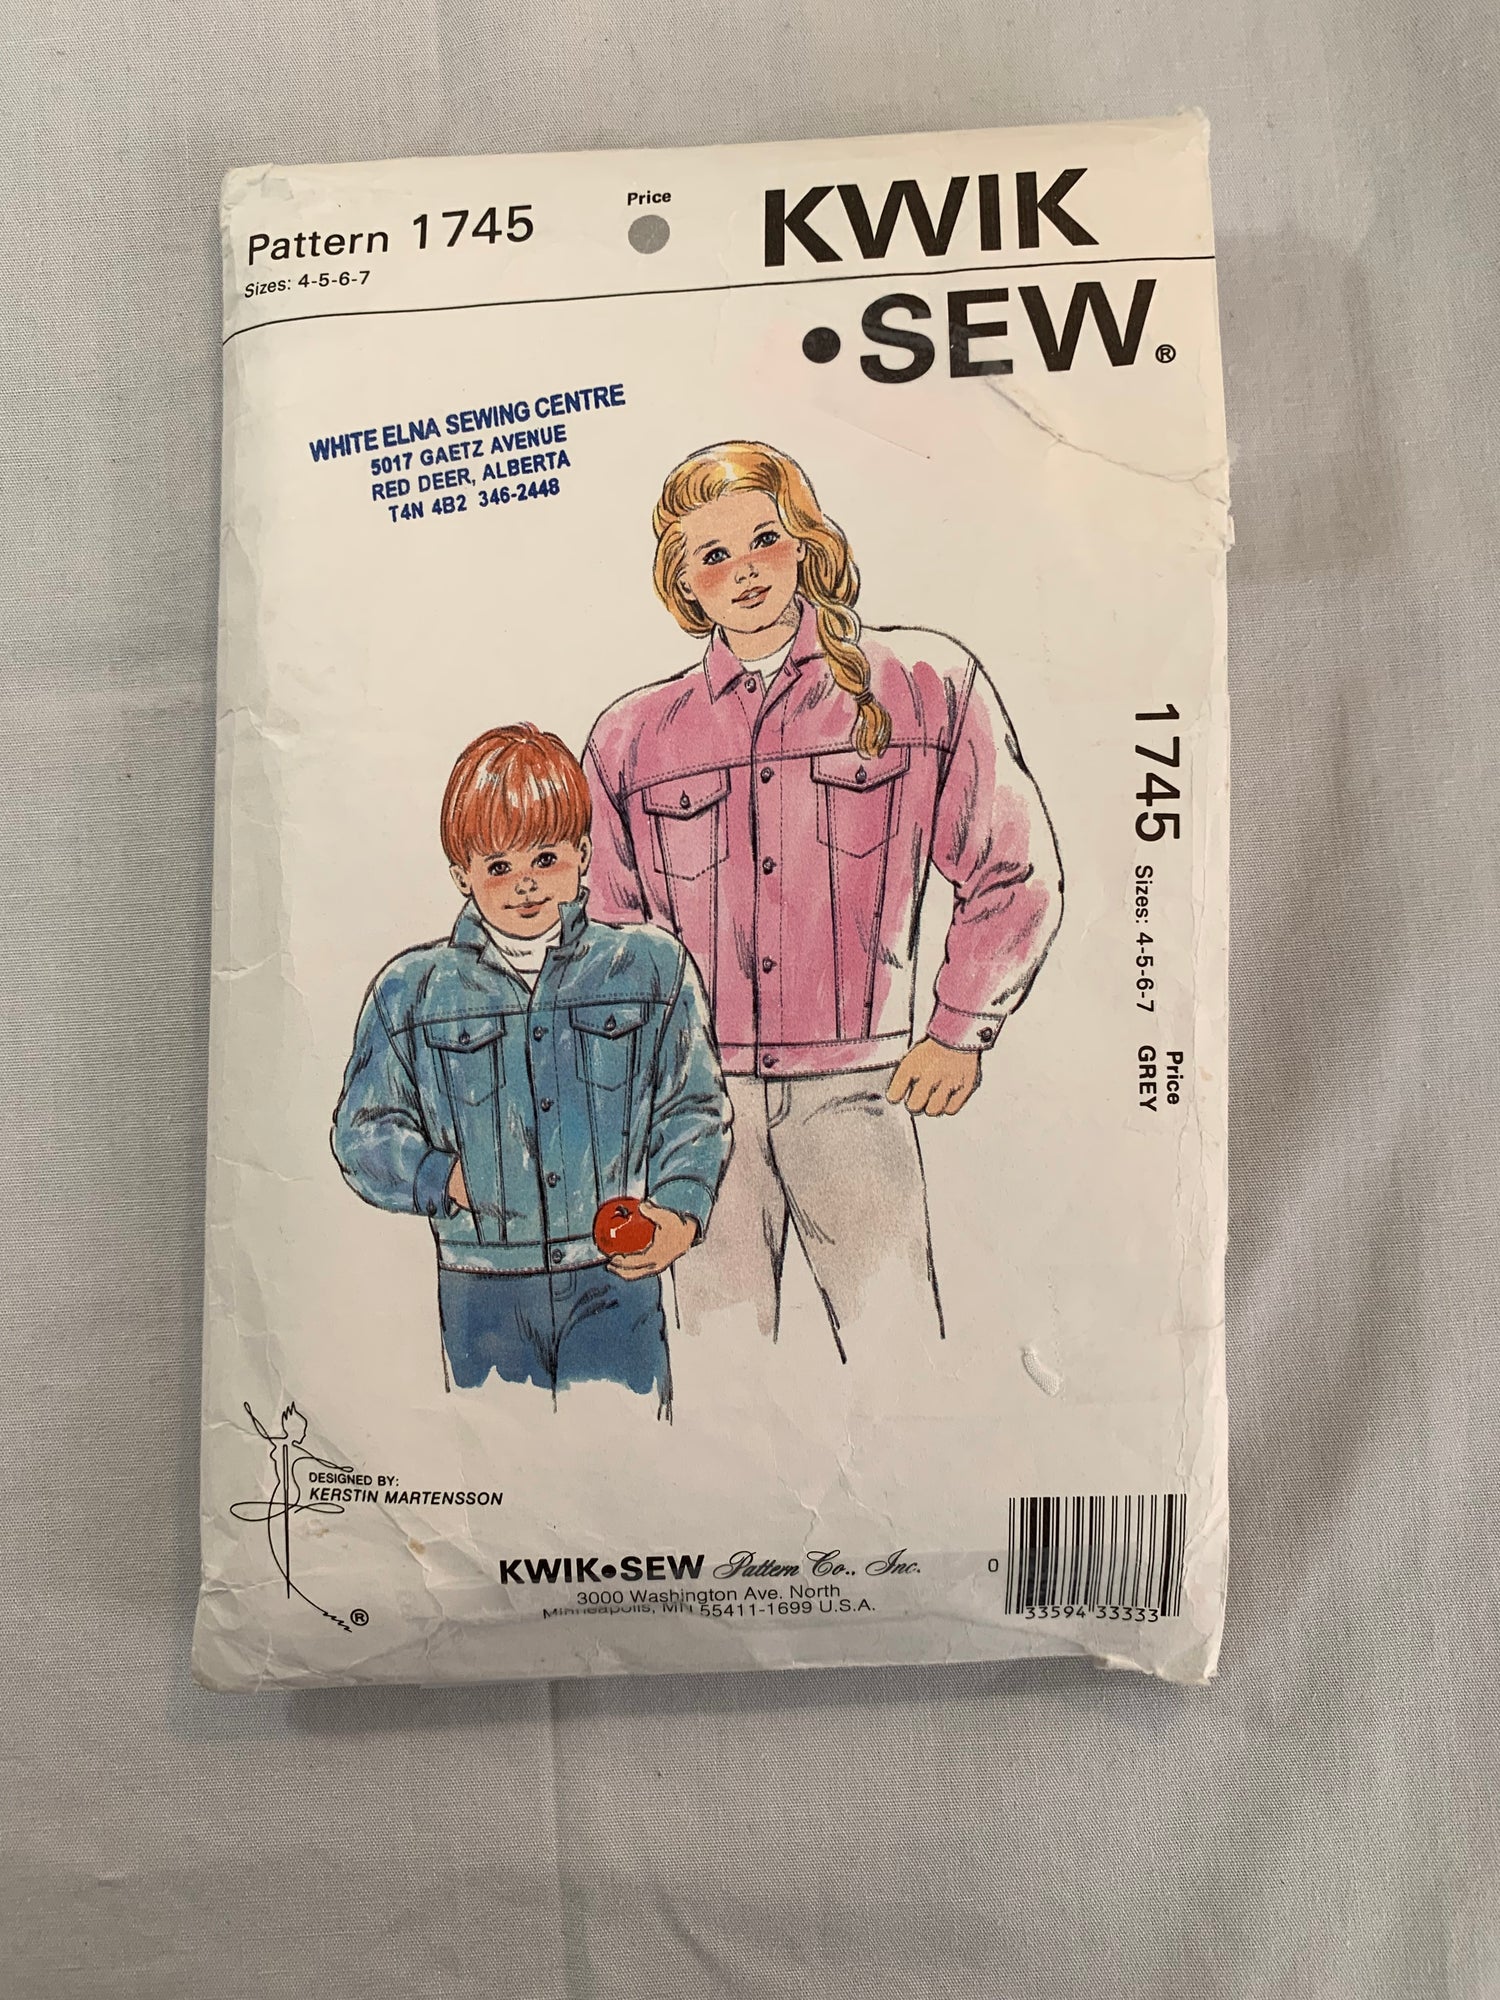 Pattern 1745
Sizes: 4-5-6-7
Price
KWIK
•SEW®
WHITE ELNA SEWING CENTRE
5017 GAETZ AVENUE
RED DEER, ALBERTA
T4N 4B2 346-2448
1745 Sizes: 4-5-6-7 Price GREY
DESIGNED BY:
KERSTIN MARTENSSON
®
KWIK•SEW Pattern Co., Inc.
3000 Washington Ave. North
Minneapolis, MN 55411-1699 U.S.A.
0 33594 33333